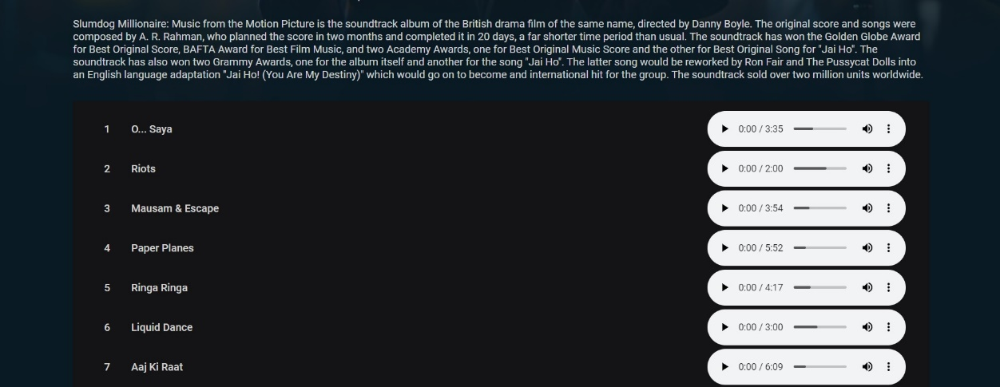 Slumdog Millionaire: Music from the Motion Picture is the soundtrack album of the British drama film of the same name, directed by Danny Boyle. The original score and songs were
composed by A. R. Rahman, who planned the score in two months and completed it in 20 days, a far shorter time period than usual. The soundtrack has won the Golden Globe Award
for Best Original Score, BAFTA Award for Best Film Music, and two Academy Awards, one for Best Original Music Score and the other for Best Original Song for "Jai Ho". The
soundtrack has also won two Grammy Awards, one for the album itself and another for the song "Jai Ho". The latter song would be reworked by Ron Fair and The Pussycat Dolls into
an English language adaptation "Jai Ho! (You Are My Destiny)" which would go on to become and international hit for the group. The soundtrack sold over two million units worldwide.
1 O... Saya 0:00 / 3:35
2 Riots 0:00 / 2:00
3 Mausam & Escape 0:00 / 3:54
4 Paper Planes 0:00 / 5:52
5 Ringa Ringa 0:00 / 4:17
6 Liquid Dance 0:00 / 3:00
7 Aaj Ki Raat 0:00 / 6:09